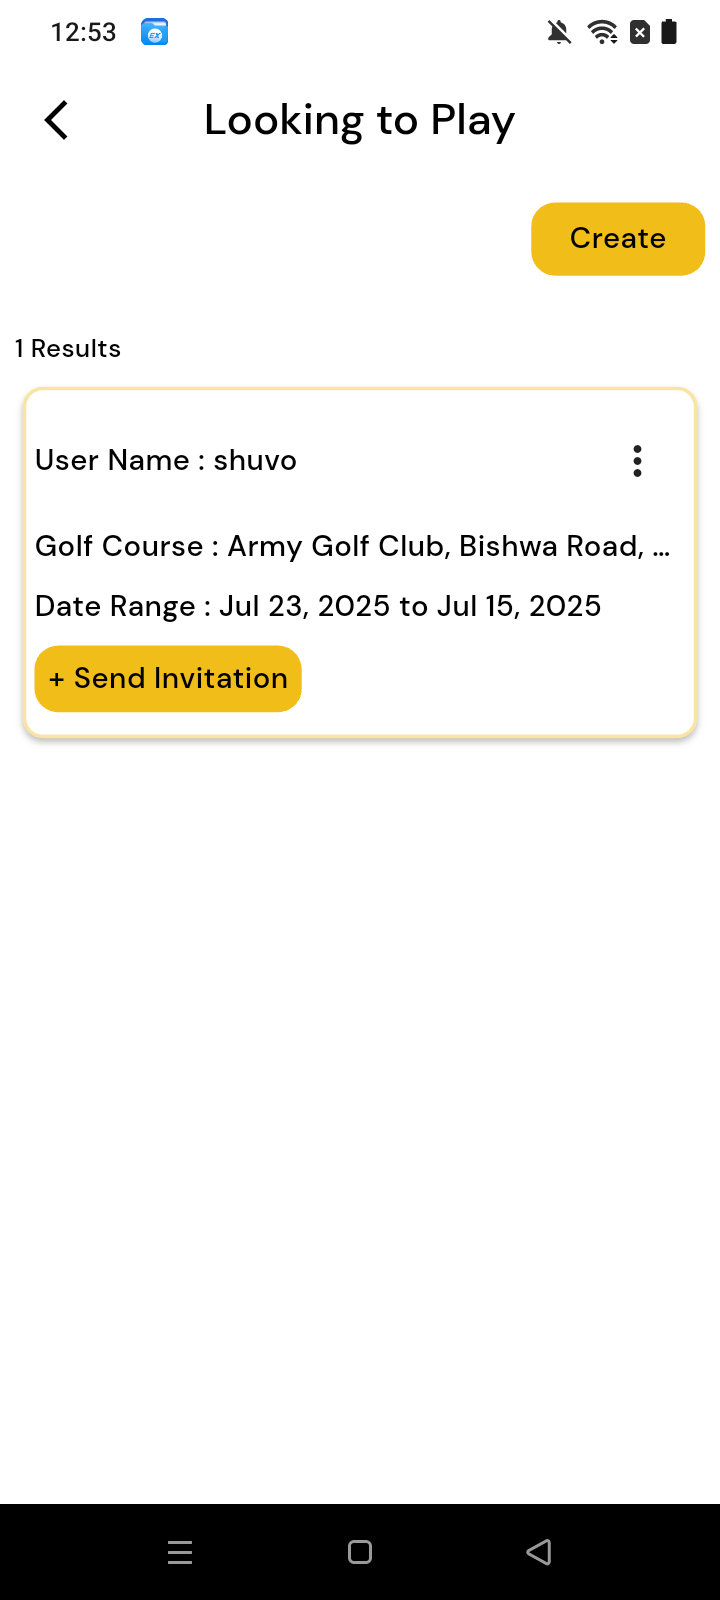 12:53
Looking to Play
Create
1 Results
User Name : shuvo
Golf Course : Army Golf Club, Bishwa Road, ...
Date Range : Jul 23, 2025 to Jul 15, 2025
+ Send Invitation